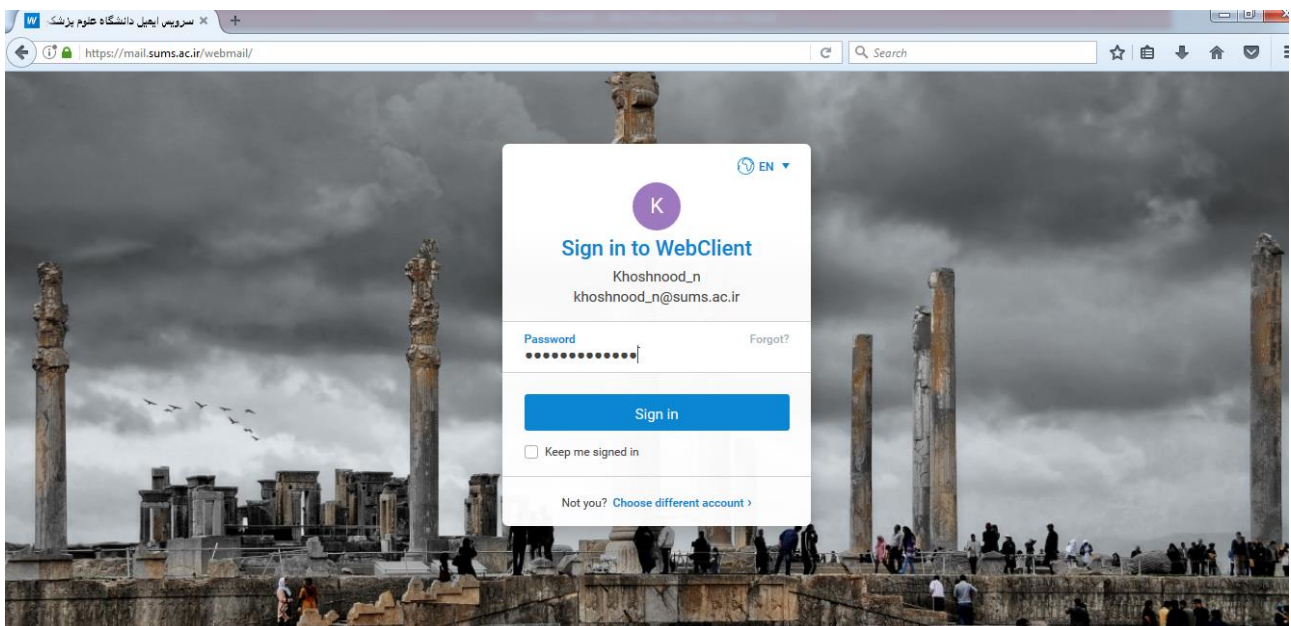 سرویس ایمیل دانشگاه علوم پزشک
https://mail.sums.ac.ir/webmail/
Search
EN
K
Sign in to WebClient
Khoshnood_n
khoshnood_n@sums.ac.ir
Password
Forgot?
Sign in
Keep me signed in
Not you? Choose different account ›